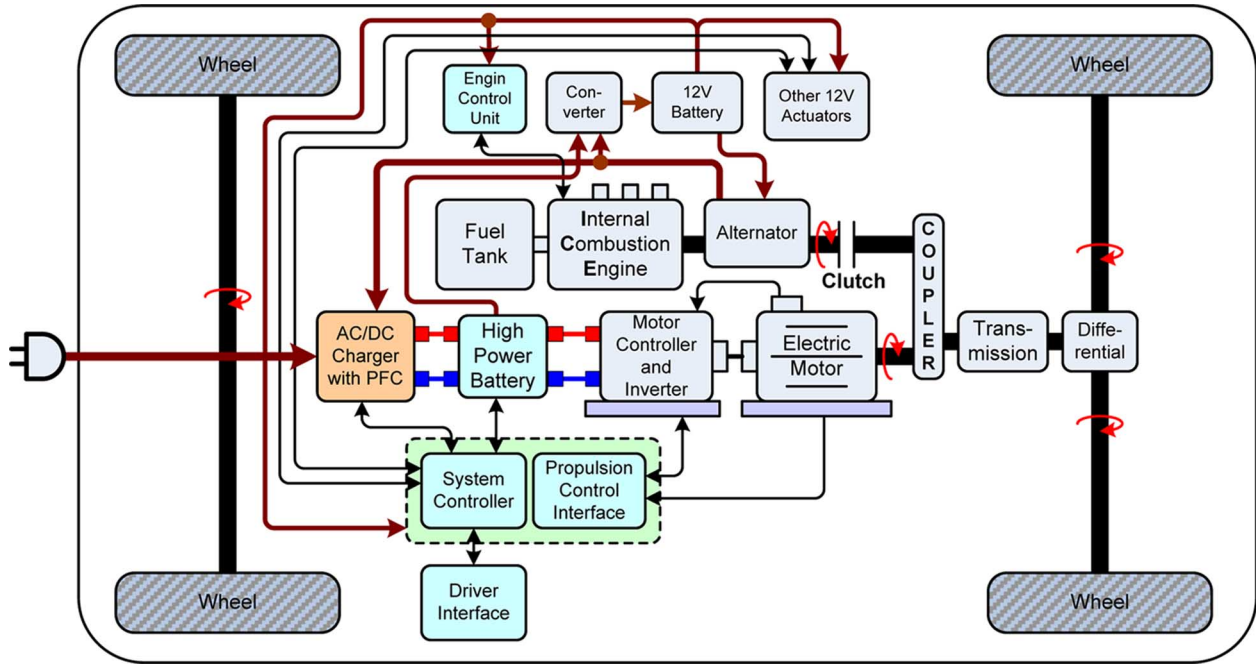 Wheel
Wheel
Engin
Control
Unit
Con-
verter
12V
Battery
Other 12V
Actuators
Fuel
Tank
Internal
Combustion
Engine
Alternator
Clutch
C
O
U
P
L
E
R
AC/DC
Charger
with PFC
High
Power
Battery
Motor
Controller
and
Inverter
Electric
Motor
Trans-
mission
Diffe-
rential
System
Controller
Propulsion
Control
Interface
Driver
Interface
Wheel
Wheel